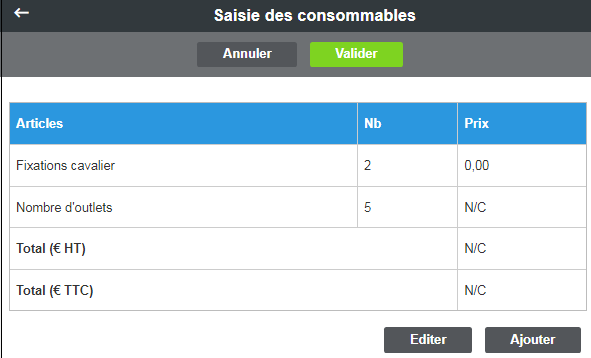 Saisie des consommables
Annuler Valider
Articles Nb Prix
Fixations cavalier 2 0,00
Nombre d'outlets 5 N/C
Total (€ HT) N/C
Total (€ TTC) N/C
Editer Ajouter